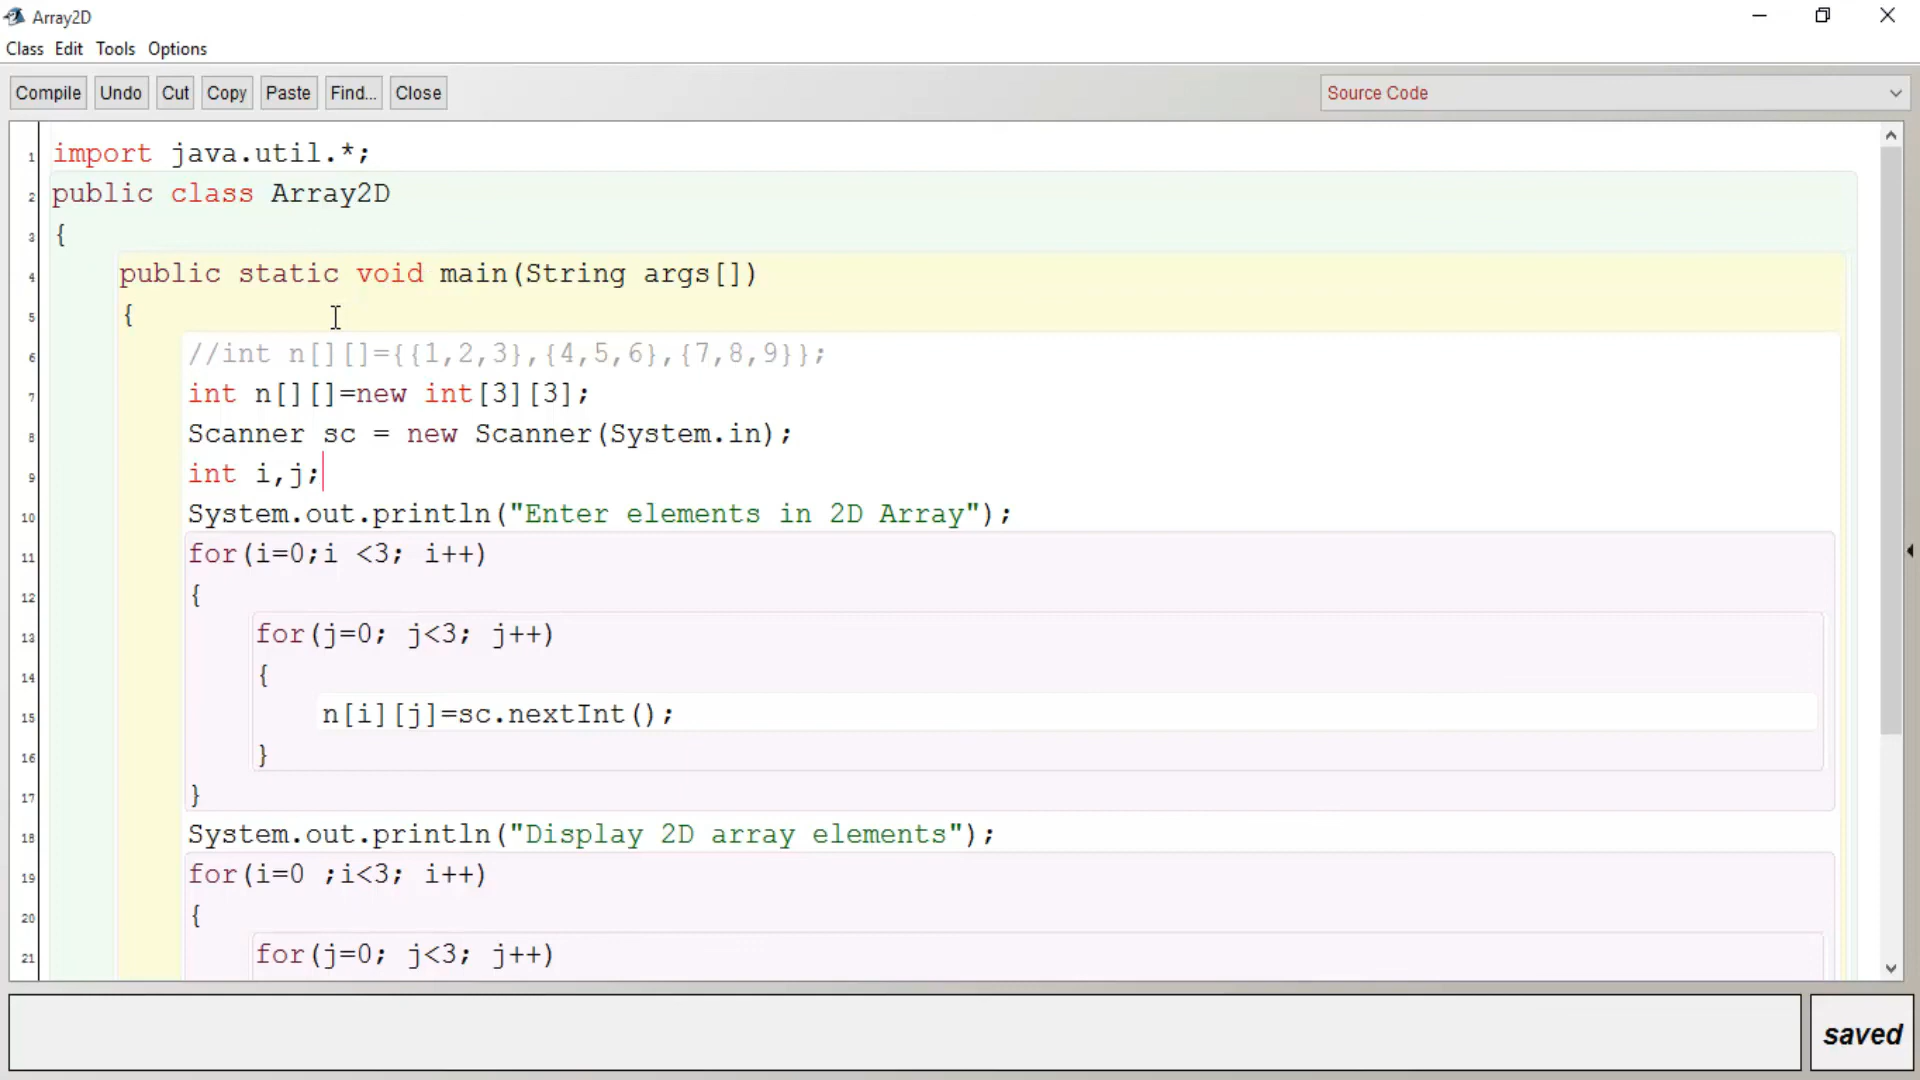 Array2D
Class Edit Tools Options
Compile Undo Cut Copy Paste Find... Close Source Code
1 import java.util.*;
2 public class Array2D
3 {
4 public static void main(String args[])
5 {
6 //int n[][]={{1,2,3},{4,5,6},{7,8,9}};
7 int n[][]=new int[3][3];
8 Scanner sc = new Scanner(System.in);
9 int i,j;
10 System.out.println("Enter elements in 2D Array");
11 for(i=0;i <3; i++)
12 {
13 for(j=0; j<3; j++)
14 {
15 n[i][j]=sc.nextInt();
16 }
17 }
18 System.out.println("Display 2D array elements");
19 for(i=0 ;i<3; i++)
20 {
21 for(j=0; j<3; j++)
saved